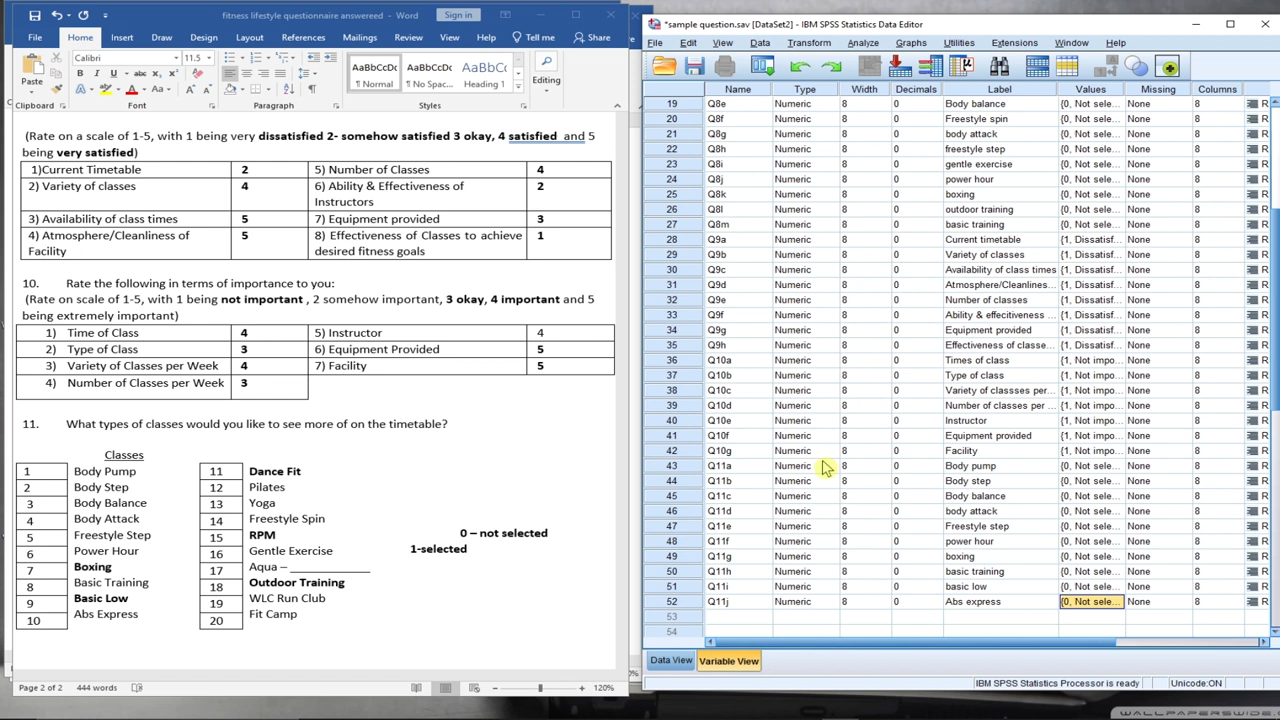 fitness lifestyle questionnaire alreadty - Word
Sign in
*sample question.sav [DataSet2] - IBM SPSS Statistics Data Editor
File Home Insert Draw Design Layout References Mailings Review View Help Tell me Share
File Edit View Data Transform Analyze Graphs Utilities Extensions Window Help
Paste
Calibri 11.5
B I U abc x₂ x²
AaBbCcDc AaBbCcDc AaBbCc
¶ Normal ¶ No Spac... Heading 1
Editing
Clipboard Font Paragraph Styles
(Rate on a scale of 1-5, with 1 being very dissatisfied 2- somehow satisfied 3 okay, 4 satisfied and 5
being very satisfied)
1)Current Timetable 2 5) Number of Classes 4
2) Variety of classes 4 6) Ability & Effectiveness of
Instructors 2
3) Availability of class times 5 7) Equipment provided 3
4) Atmosphere/Cleanliness of 5 8) Effectiveness of Classes to achieve 1
Facility desired fitness goals
10. Rate the following in terms of importance to you:
(Rate on scale of 1-5, with 1 being not important , 2 somehow important, 3 okay, 4 important and 5
being extremely important)
1) Time of Class 4 5) Instructor 4
2) Type of Class 3 6) Equipment Provided 5
3) Variety of Classes per Week 4 7) Facility 5
4) Number of Classes per Week 3
11. What types of classes would you like to see more of on the timetable?
Classes
1 Body Pump 11 Dance Fit
2 Body Step 12 Pilates
3 Body Balance 13 Yoga
4 Body Attack 14 Freestyle Spin
5 Freestyle Step 15 RPM
6 Power Hour 16 Gentle Exercise
7 Boxing 17 Aqua – ____________
8 Basic Training 18 Outdoor Training
9 Basic Low 19 WLC Run Club
10 Abs Express 20 Fit Camp
0 – not selected
1-selected
Page 2 of 2 444 words 120%
Name Type Width Decimals Label Values Missing Columns
19 Q8e Numeric 8 0 Body balance {0, Not sele... None 8 R
20 Q8f Numeric 8 0 Freestyle spin {0, Not sele... None 8 R
21 Q8g Numeric 8 0 body attack {0, Not sele... None 8 R
22 Q8h Numeric 8 0 freestyle step {0, Not sele... None 8 R
23 Q8i Numeric 8 0 gentle exercise {0, Not sele... None 8 R
24 Q8j Numeric 8 0 power hour {0, Not sele... None 8 R
25 Q8k Numeric 8 0 boxing {0, Not sele... None 8 R
26 Q8l Numeric 8 0 outdoor training {0, Not sele... None 8 R
27 Q8m Numeric 8 0 basic training {0, Not sele... None 8 R
28 Q9a Numeric 8 0 Current timetable {1, Dissatisf... None 8 R
29 Q9b Numeric 8 0 Variety of classes {1, Dissatisf... None 8 R
30 Q9c Numeric 8 0 Availability of class times {1, Dissatisf... None 8 R
31 Q9d Numeric 8 0 Atmosphere/Cleanlines... {1, Dissatisf... None 8 R
32 Q9e Numeric 8 0 Number of classes {1, Dissatisf... None 8 R
33 Q9f Numeric 8 0 Ability & effecitiveness ... {1, Dissatisf... None 8 R
34 Q9g Numeric 8 0 Equipment provided {1, Dissatisf... None 8 R
35 Q9h Numeric 8 0 Effectiveness of classe... {1, Dissatisf... None 8 R
36 Q10a Numeric 8 0 Times of class {1, Not impo... None 8 R
37 Q10b Numeric 8 0 Type of class {1, Not impo... None 8 R
38 Q10c Numeric 8 0 Variety of classses per... {1, Not impo... None 8 R
39 Q10d Numeric 8 0 Number of classes per ... {1, Not impo... None 8 R
40 Q10e Numeric 8 0 Instructor {1, Not impo... None 8 R
41 Q10f Numeric 8 0 Equipment provided {1, Not impo... None 8 R
42 Q10g Numeric 8 0 Facility {1, Not impo... None 8 R
43 Q11a Numeric 8 0 Body pump {0, Not sele... None 8 R
44 Q11b Numeric 8 0 Body step {0, Not sele... None 8 R
45 Q11c Numeric 8 0 Body balance {0, Not sele... None 8 R
46 Q11d Numeric 8 0 body attack {0, Not sele... None 8 R
47 Q11e Numeric 8 0 Freestyle step {0, Not sele... None 8 R
48 Q11f Numeric 8 0 power hour {0, Not sele... None 8 R
49 Q11g Numeric 8 0 boxing {0, Not sele... None 8 R
50 Q11h Numeric 8 0 basic training {0, Not sele... None 8 R
51 Q11i Numeric 8 0 basic low {0, Not sele... None 8 R
52 Q11j Numeric 8 0 Abs express {0, Not sele... None 8 R
53
54
Data View Variable View
IBM SPSS Statistics Processor is ready Unicode:ON
WALLPAPERSWIDE.